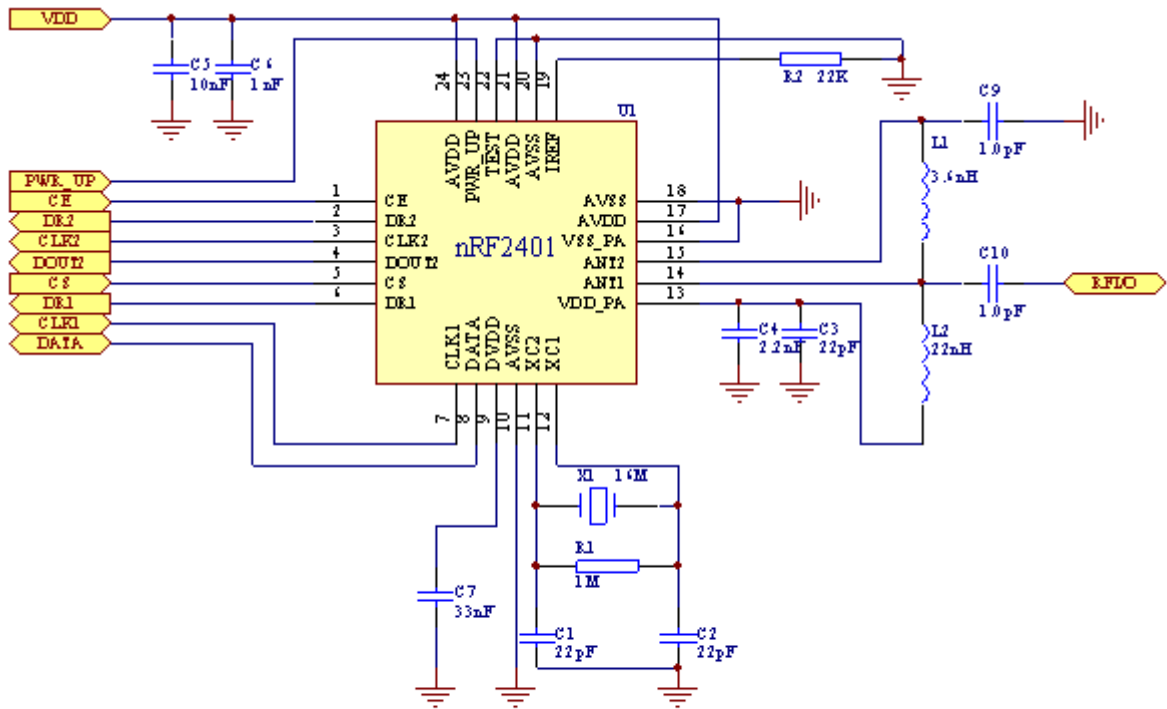 VDD
C5
10nF
C6
1nF
24
23
22
21
20
19
R2 22K
U1
C9
1.0pF
L1
3.6nH
AVDD
PWR_UP
TEST
AVDD
AVSS
IREF
PWR_UP
CE
DR2
CLK2
DOUT2
CS
DR1
CLK1
DATA
1
2
3
4
5
6
CE
DR2
CLK2
DOUT2
CS
DR1
nRF2401
AVSS
AVDD
VSS_PA
ANT2
ANT1
VDD_PA
18
17
16
15
14
13
C10
1.0pF
RFI/O
C4
2.2nF
C3
22pF
L2
22nH
CLK1
DATA
DVDD
AVSS
XC2
XC1
7
8
9
10
11
12
X1 16M
R1
1M
C7
33nF
C1
22pF
C2
22pF